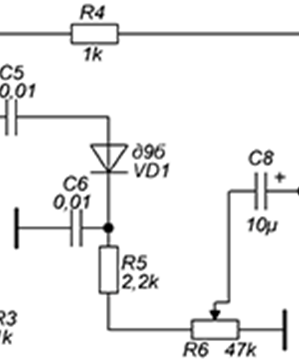 R4
1k
C5
0,01
д9б
VD1
C6
0,01
C8
+
10µ
R5
2,2k
R3
k
R6 47k